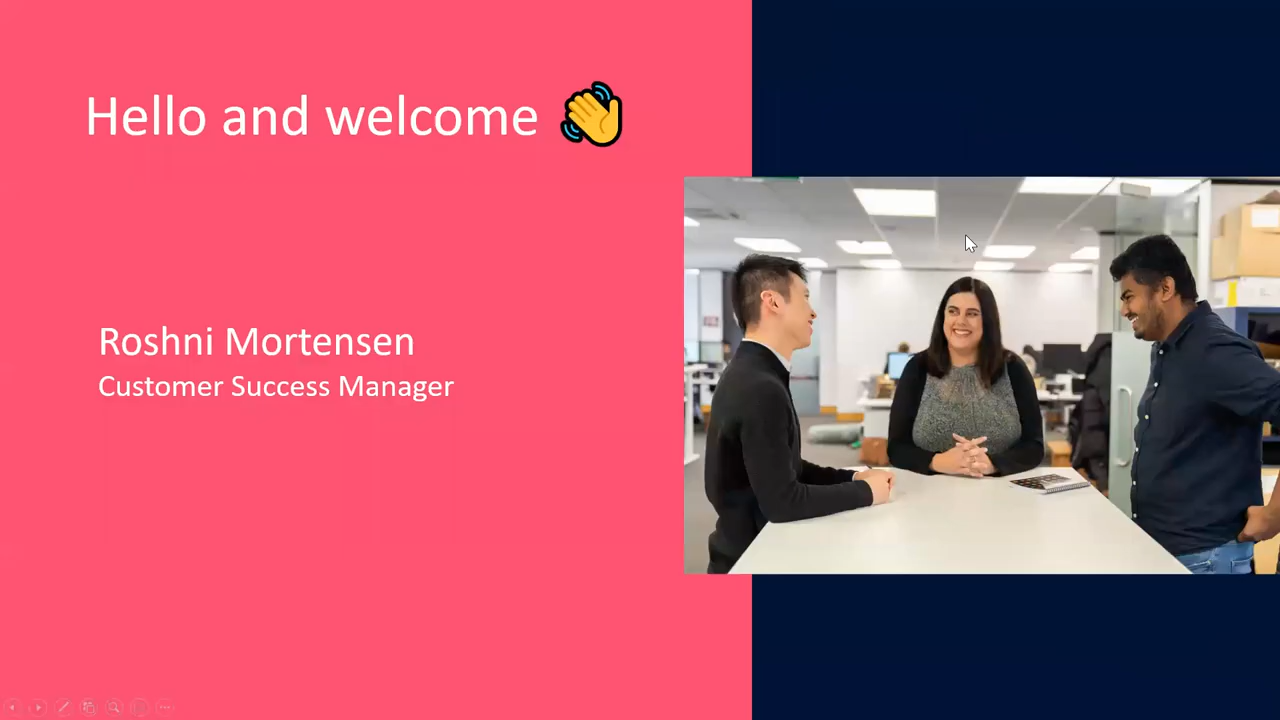 Hello and welcome 👋
Roshni Mortensen
Customer Success Manager